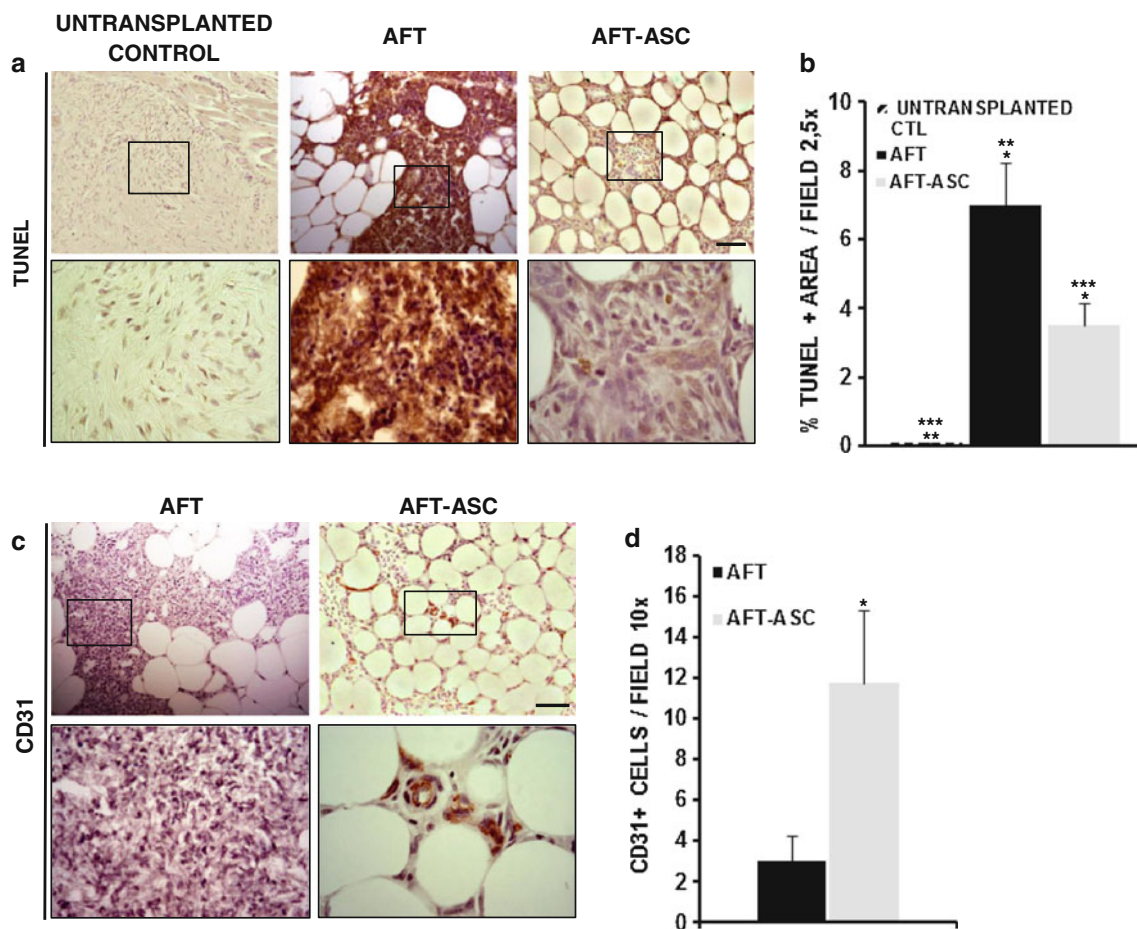 UNTRANSPLANTED
CONTROL
AFT
AFT-ASC
a
TUNEL
b
% TUNEL + AREA / FIELD 2,5x
10
8
6
4
2
0
UNTRANSPLANTED
CTL
AFT
AFT-ASC
***
**
**
*
***
*
c
AFT
AFT-ASC
CD31
d
CD31+ CELLS / FIELD 10x
18
16
14
12
10
8
6
4
2
0
AFT
AFT-ASC
*